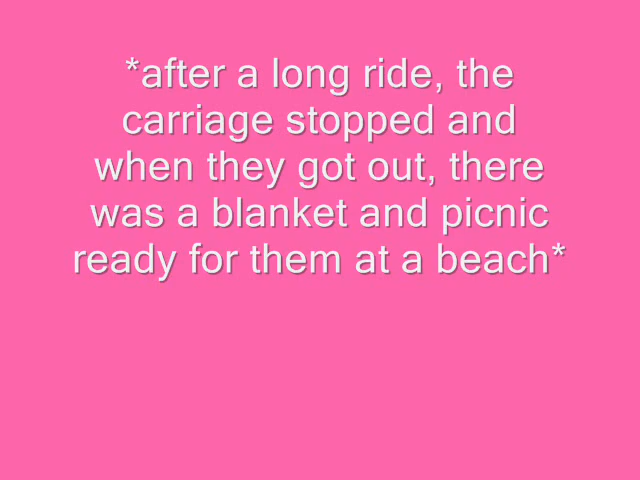 *after a long ride, the
carriage stopped and
when they got out, there
was a blanket and picnic
ready for them at a beach*